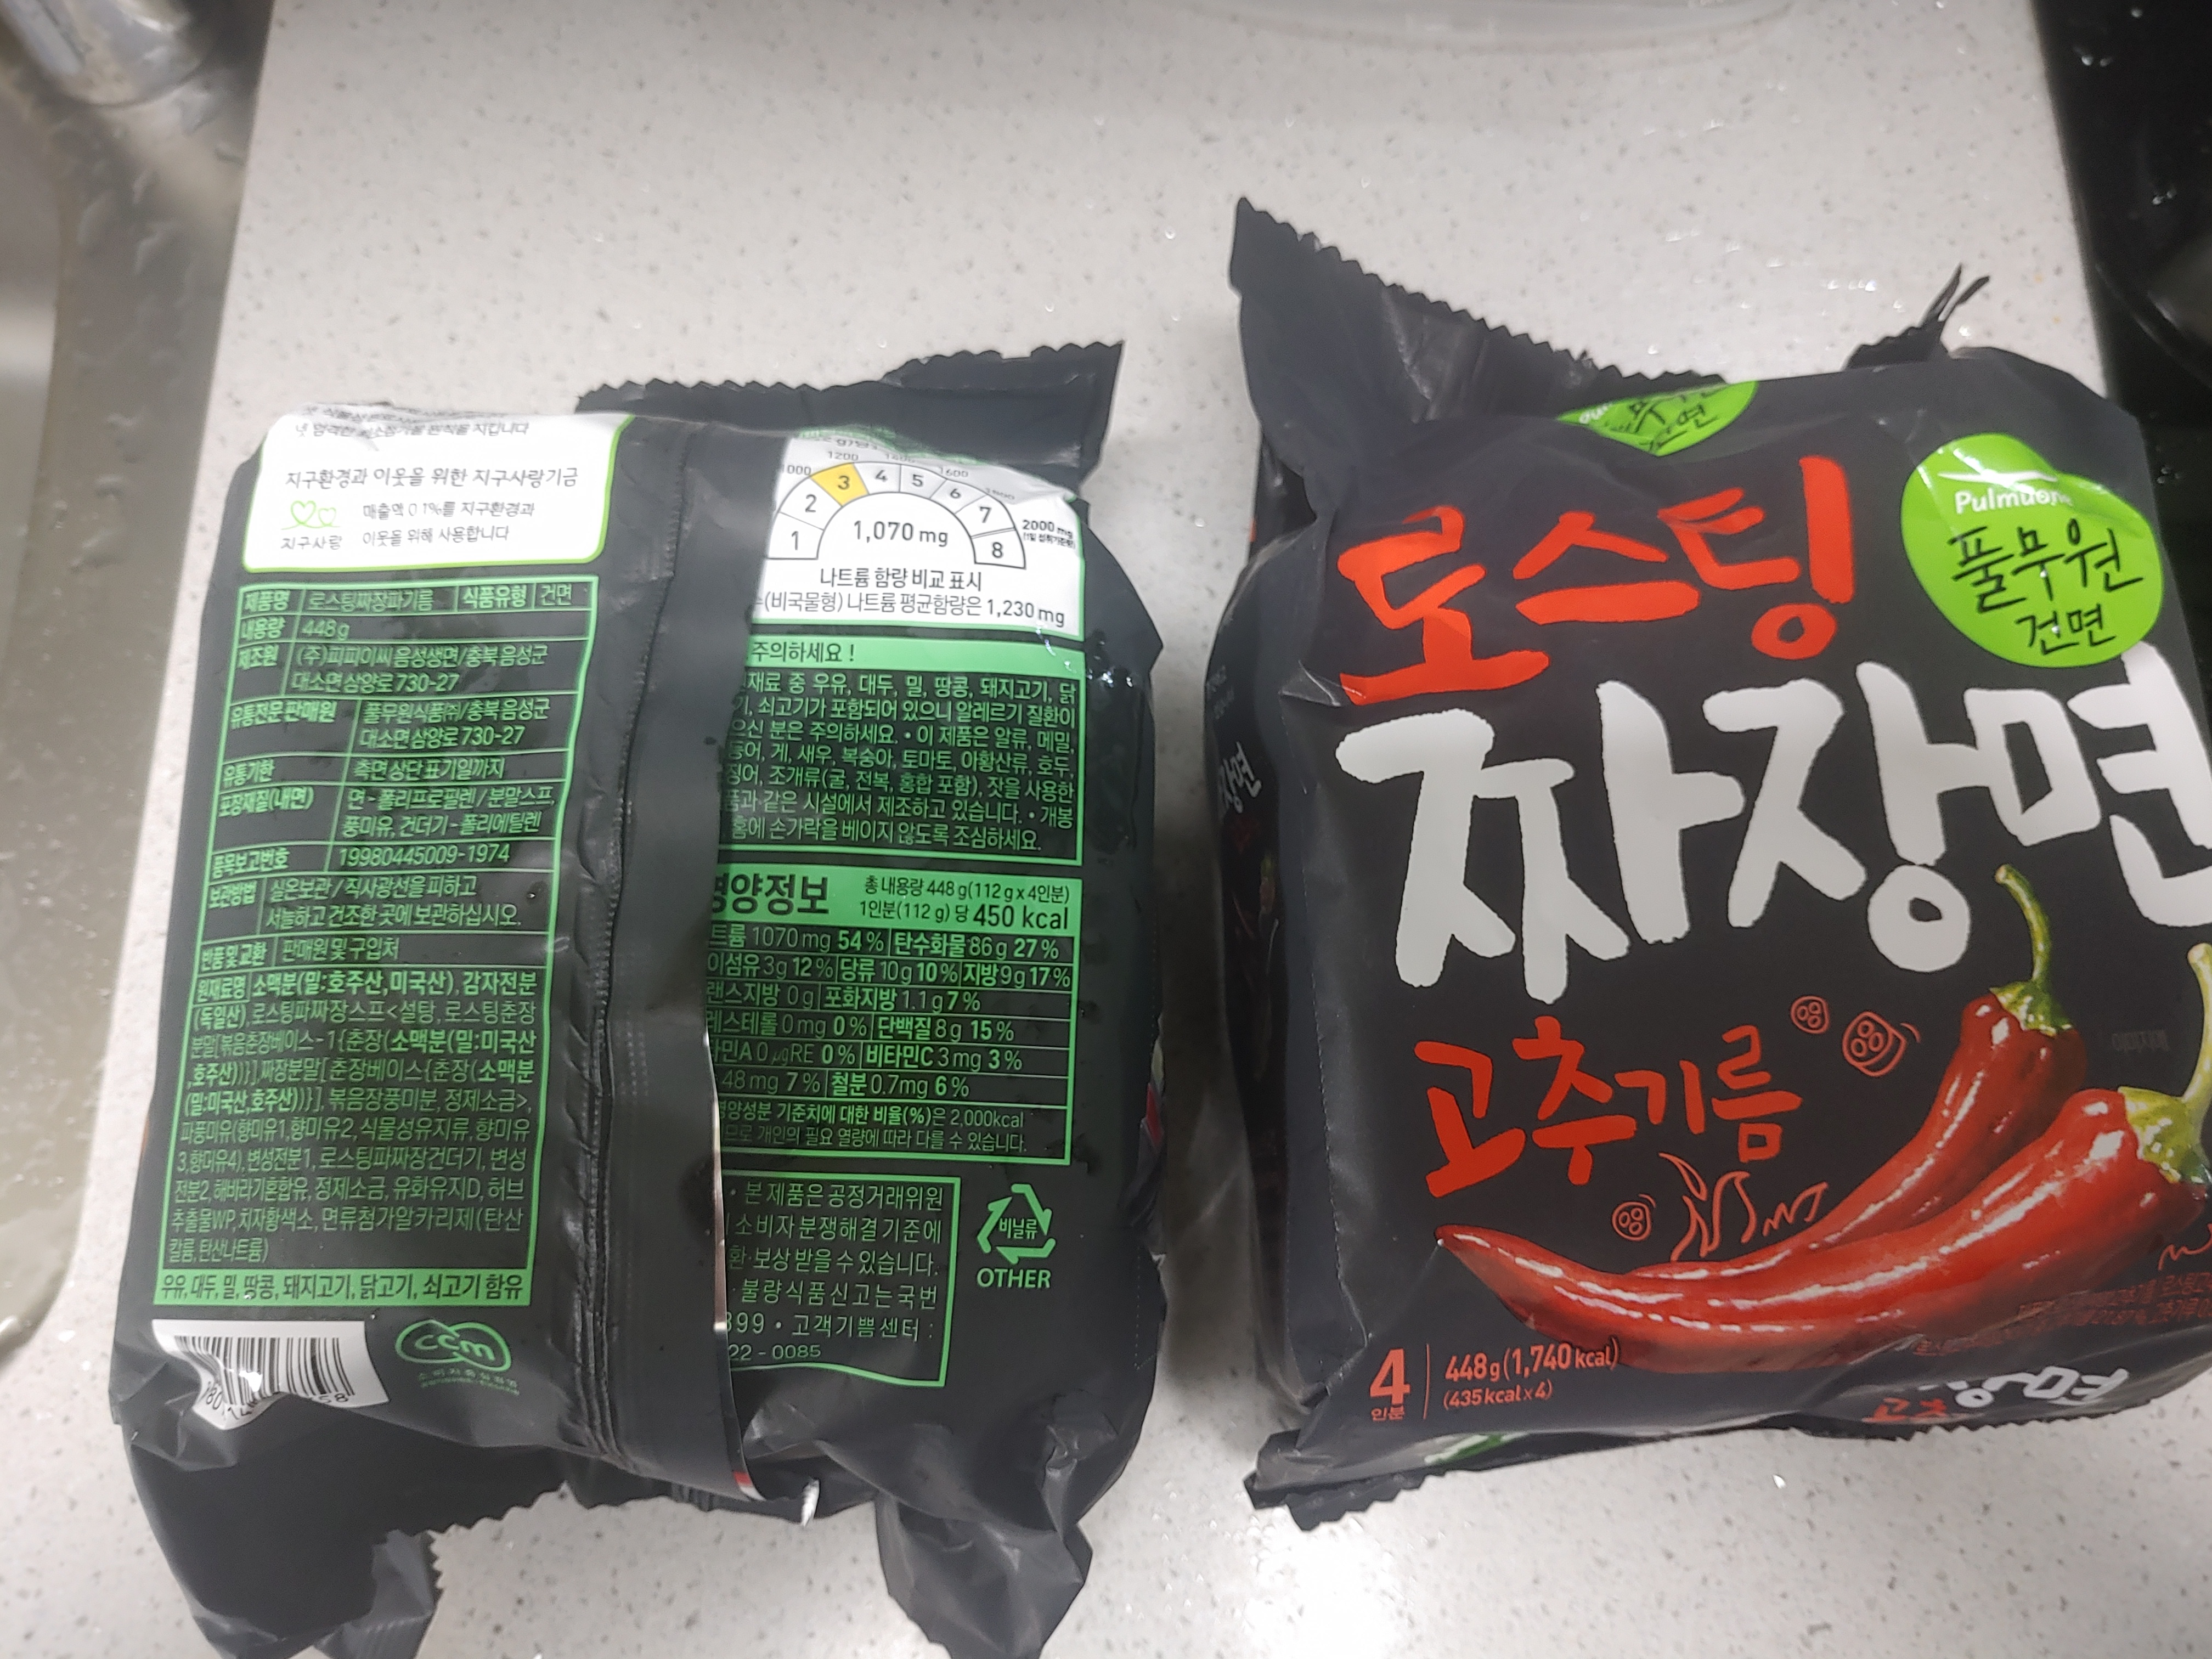 지구환경과 이웃을 위한 지구사랑기금
매출액 0.1%를 지구환경과
이웃을 위해 사용합니다
지구사랑
제품명 로스팅짜장파기름 식품유형 건면
내용량 448g
제조원 (주)피피이씨음성생면/충북음성군
대소면삼양로730-27
유통전문판매원 풀무원식품㈜/충북음성군
대소면삼양로730-27
유통기한 측면상단표기일까지
포장재질(내면) 면-폴리프로필렌/분말스프,
풍미유, 건더기-폴리에틸렌
품목보고번호 19980445009-1974
보관방법 실온보관/직사광선을피하고
서늘하고건조한곳에보관하십시오.
반품및교환 판매원및구입처
원재료명 소맥분(밀:호주산,미국산), 감자전분
(독일산), 로스팅파짜장스프<설탕, 로스팅춘장
분말[볶음춘장베이스-1{춘장(소맥분(밀:미국산
,호주산))}], 짜장분말[춘장베이스{춘장(소맥분
(밀:미국산,호주산))}], 볶음장풍미분, 정제소금>,
파풍미유(향미유1,향미유2,식물성유지류,향미유
3,향미유4), 변성전분1, 로스팅파짜장건더기, 변성
전분2, 해바라기혼합유, 정제소금, 유화유지D, 허브
추출물WP, 치자황색소, 면류첨가알카리제(탄산
칼륨,탄산나트륨)
우유, 대두, 밀, 땅콩, 돼지고기, 닭고기, 쇠고기 함유
ccm
1200
1600
1 2 3 4 5 6 7 8
1,070 mg
2000 mg
나트륨 함량 비교 표시
(비국물형) 나트륨 평균함량은 1,230 mg
주의하세요!
재료 중 우유, 대두, 밀, 땅콩, 돼지고기, 닭
기, 쇠고기가 포함되어 있으니 알레르기 질환이
으신 분은 주의하세요. • 이 제품은 알류, 메밀,
등어, 게, 새우, 복숭아, 토마토, 아황산류, 호두,
징어, 조개류(굴, 전복, 홍합 포함), 잣을 사용한
품과 같은 시설에서 제조하고 있습니다. • 개봉
홈에 손가락을 베이지 않도록 조심하세요.
영양정보 총 내용량 448 g(112 g x 4인분)
1인분(112 g) 당 450 kcal
트륨 1070mg 54% 탄수화물 86g 27%
이섬유 3g 12% 당류 10g 10% 지방 9g 17%
랜스지방 0g 포화지방 1.1g 7%
레스테롤 0mg 0% 단백질 8g 15%
타민A 0㎍RE 0% 비타민C 3mg 3%
48mg 7% 철분 0.7mg 6%
영양성분 기준치에 대한 비율(%)은 2,000kcal
므로 개인의 필요 열량에 따라 다를 수 있습니다.
• 본 제품은 공정거래위원
소비자분쟁해결기준에
환·보상 받을 수 있습니다.
불량식품신고는국번
399 • 고객기쁨센터 :
22 - 0085
비닐류
OTHER
Pulmuone
풀무원
건면
로스팅
짜장면
고추기름
4
인분
448g (1,740 kcal)
(435 kcal x 4)